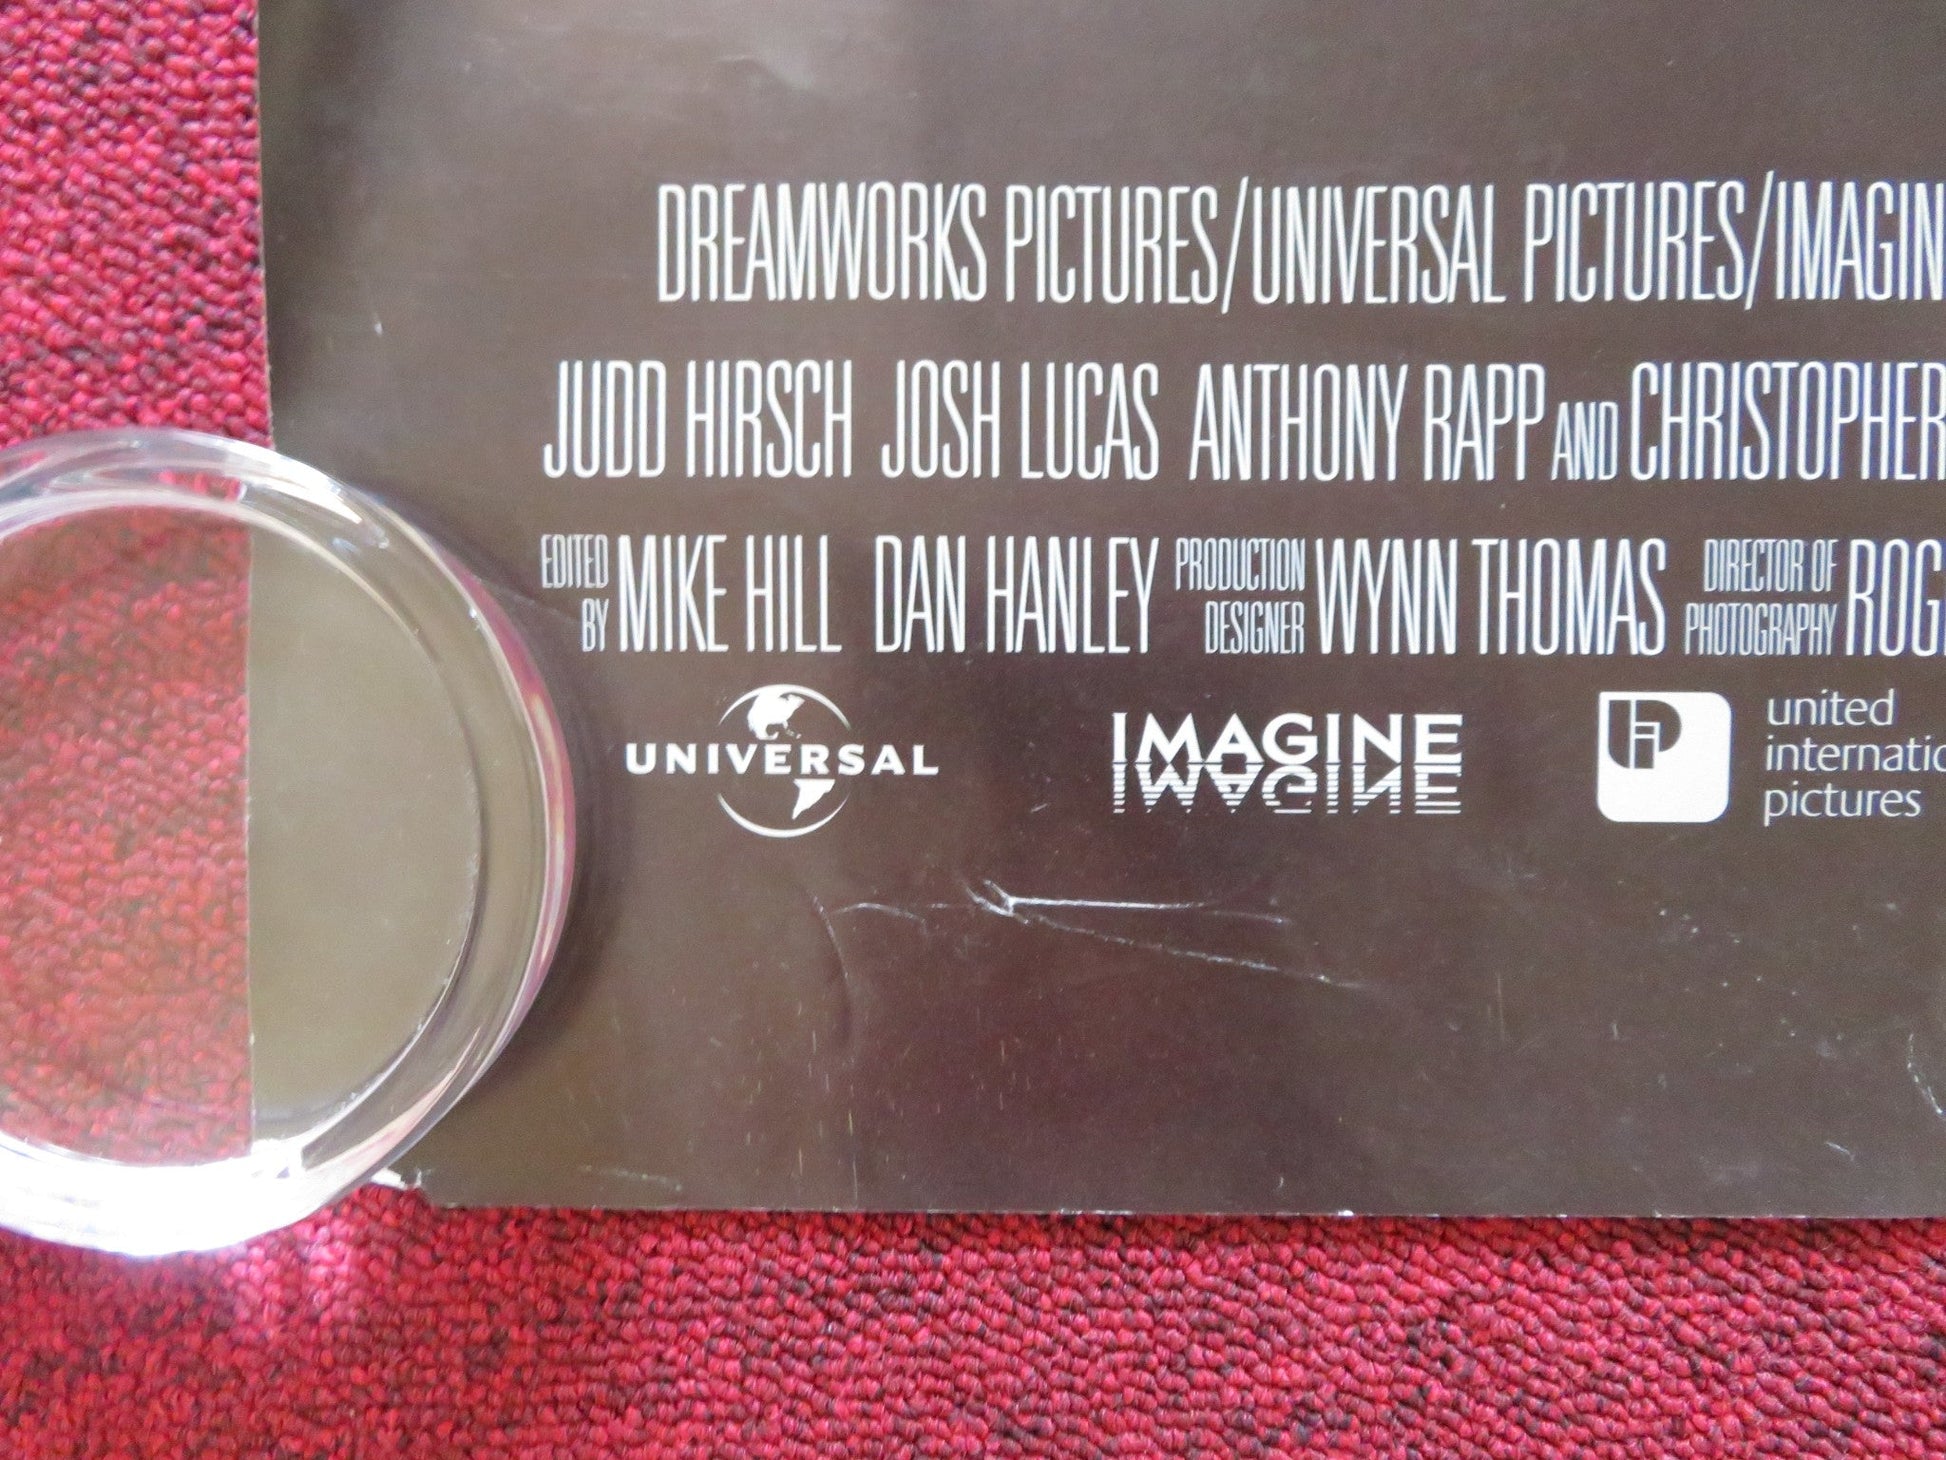 DREAMWORKS PICTURES/UNIVERSAL PICTURES/IMAGIN
JUDD HIRSCH JOSH LUCAS ANTHONY RAPP AND CHRISTOPHER
EDITED BY MIKE HILL DAN HANLEY PRODUCTION DESIGNER WYNN THOMAS DIRECTOR OF PHOTOGRAPHY ROG
UNIVERSAL
IMAGINE
united
internatio
pictures